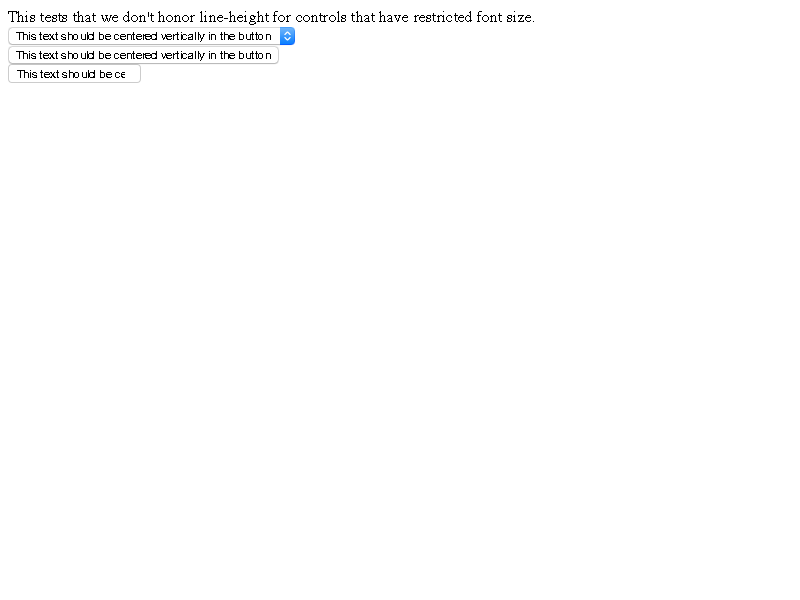 This tests that we don't honor line-height for controls that have restricted font size.
This text should be centered vertically in the button
This text should be centered vertically in the button
This text should be ce